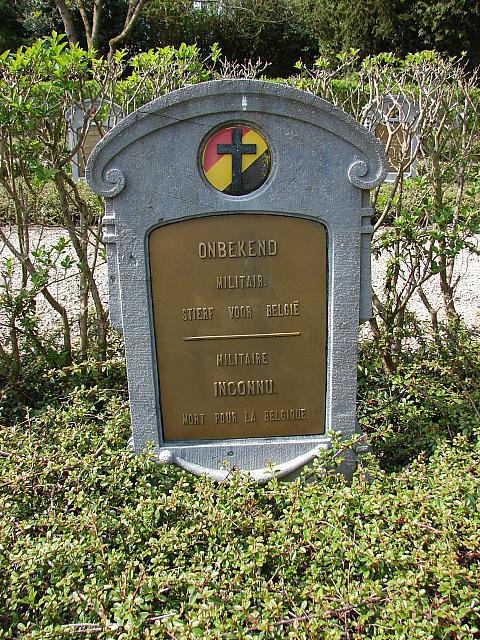 ONBEKEND
MILITAIR.
STIERF VOOR BELGIË
MILITAIRE
INCONNU.
MORT POUR LA BELGIQUE